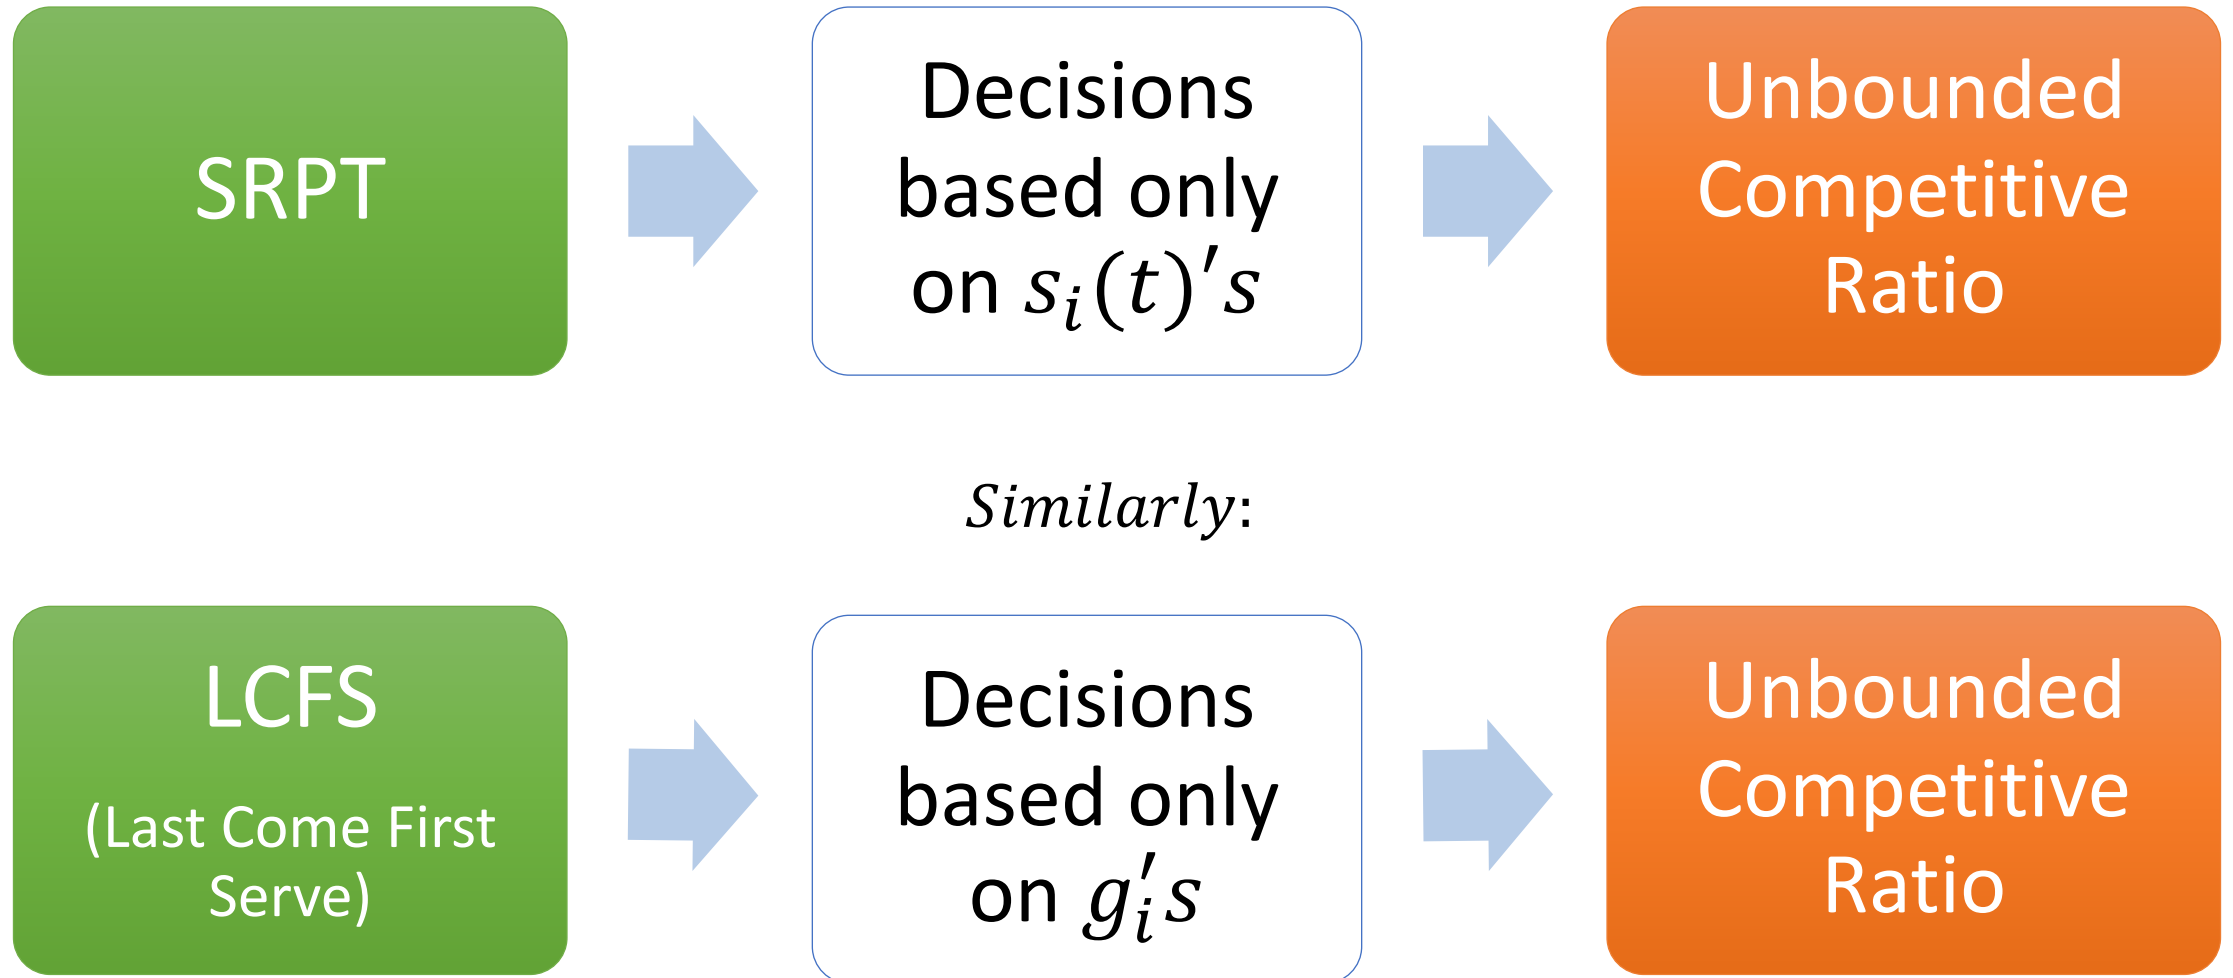 SRPT
Decisions
based only
on $s_i(t)'s$
Unbounded
Competitive
Ratio
Similarly:
LCFS
(Last Come First
Serve)
Decisions
based only
on $g_i's$
Unbounded
Competitive
Ratio